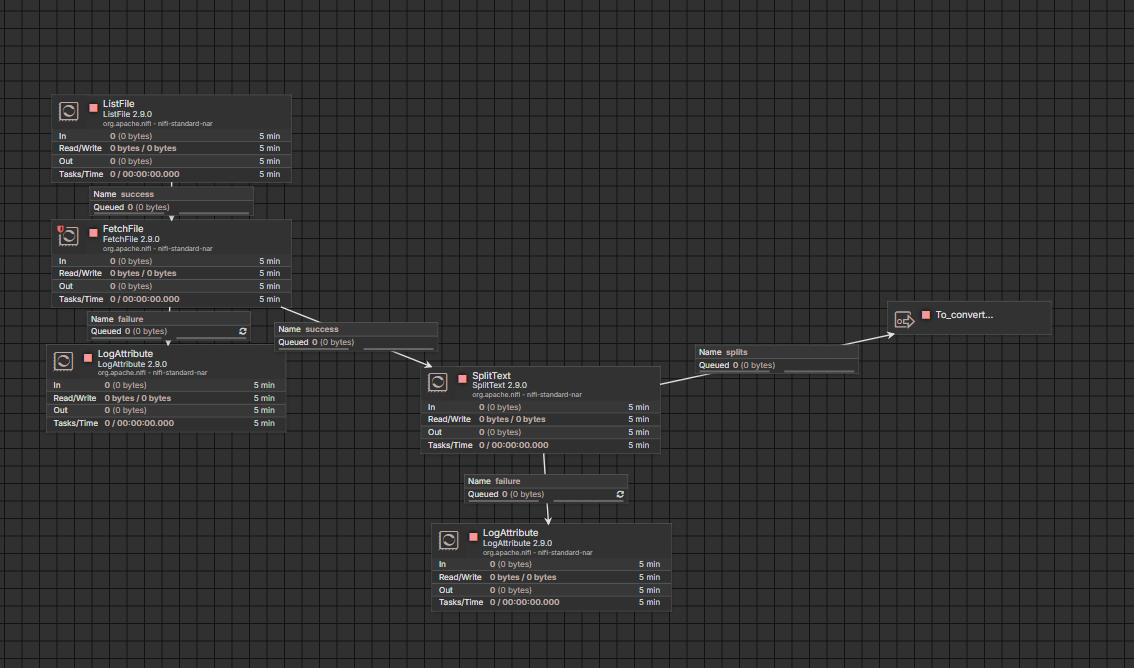 ListFile
ListFile 2.9.0
org.apache.nifi - nifi-standard-nar
In 0 (0 bytes) 5 min
Read/Write 0 bytes / 0 bytes 5 min
Out 0 (0 bytes) 5 min
Tasks/Time 0 / 00:00:00.000 5 min
Name success
Queued 0 (0 bytes)
FetchFile
FetchFile 2.9.0
org.apache.nifi - nifi-standard-nar
In 0 (0 bytes) 5 min
Read/Write 0 bytes / 0 bytes 5 min
Out 0 (0 bytes) 5 min
Tasks/Time 0 / 00:00:00.000 5 min
Name failure
Queued 0 (0 bytes)
Name success
Queued 0 (0 bytes)
LogAttribute
LogAttribute 2.9.0
org.apache.nifi - nifi-standard-nar
In 0 (0 bytes) 5 min
Read/Write 0 bytes / 0 bytes 5 min
Out 0 (0 bytes) 5 min
Tasks/Time 0 / 00:00:00.000 5 min
SplitText
SplitText 2.9.0
org.apache.nifi - nifi-standard-nar
In 0 (0 bytes) 5 min
Read/Write 0 bytes / 0 bytes 5 min
Out 0 (0 bytes) 5 min
Tasks/Time 0 / 00:00:00.000 5 min
Name splits
Queued 0 (0 bytes)
To_convert...
Name failure
Queued 0 (0 bytes)
LogAttribute
LogAttribute 2.9.0
org.apache.nifi - nifi-standard-nar
In 0 (0 bytes) 5 min
Read/Write 0 bytes / 0 bytes 5 min
Out 0 (0 bytes) 5 min
Tasks/Time 0 / 00:00:00.000 5 min